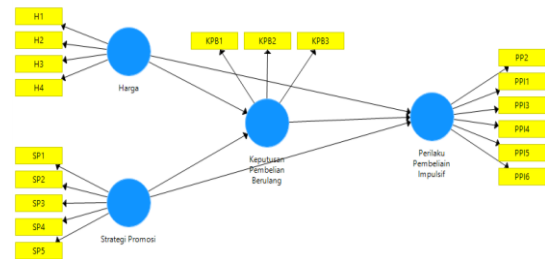 H1
H2
H3
H4
Harga
KPB1
KPB2
KPB3
Keputusan
Pembelian
Berulang
SP1
SP2
SP3
SP4
SP5
Strategi Promosi
PP2
PPI1
PPI3
PPI4
PPI5
PPI6
Perilaku
Pembeliain
Impulsif